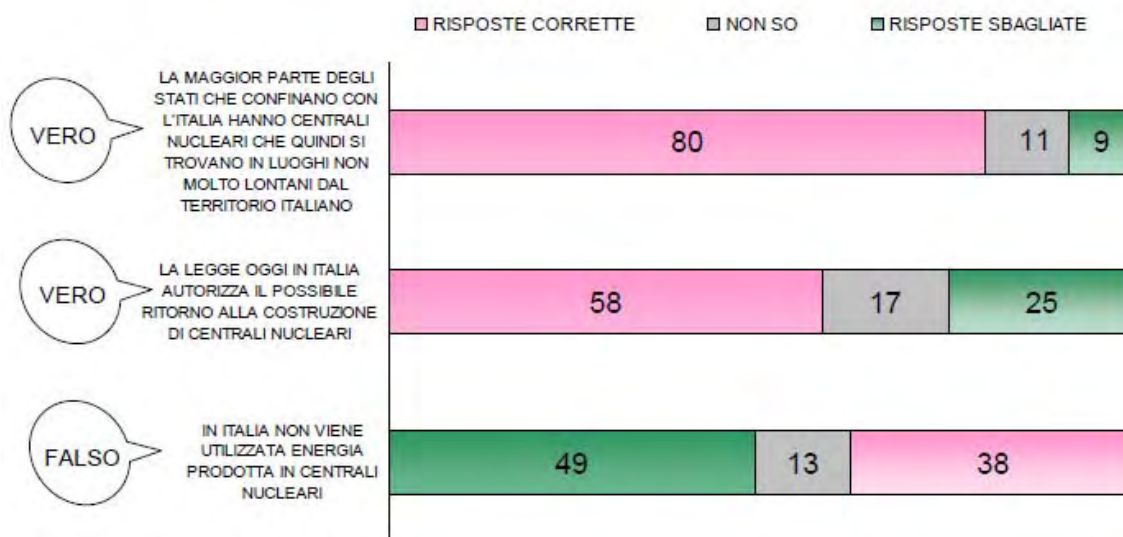 RISPOSTE CORRETTE NON SO RISPOSTE SBAGLIATE
VERO
LA MAGGIOR PARTE DEGLI
STATI CHE CONFINANO CON
L'ITALIA HANNO CENTRALI
NUCLEARI CHE QUINDI SI
TROVANO IN LUOGHI NON
MOLTO LONTANI DAL
TERRITORIO ITALIANO
80 11 9
VERO
LA LEGGE OGGI IN ITALIA
AUTORIZZA IL POSSIBILE
RITORNO ALLA COSTRUZIONE
DI CENTRALI NUCLEARI
58 17 25
FALSO
IN ITALIA NON VIENE
UTILIZZATA ENERGIA
PRODOTTA IN CENTRALI
NUCLEARI
49 13 38